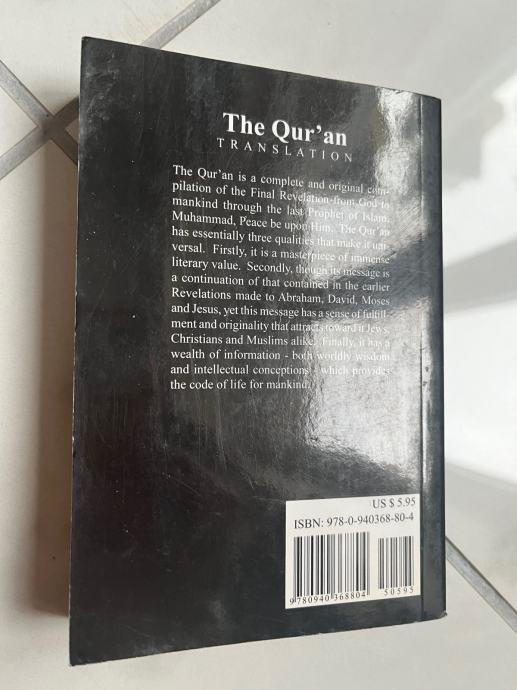 The Qur'an
TRANSLATION
The Qur'an is a complete and original com-
pilation of the Final Revelation from God to
mankind through the last Prophet of Islam,
Muhammad, Peace be upon Him. The Qur'an
has essentially three qualities that make it uni-
versal. Firstly, it is a masterpiece of immense
literary value. Secondly, though its message is
a continuation of that contained in the earlier
Revelations made to Abraham, David, Moses
and Jesus, yet this message has a sense of fulfill-
ment and originality that attracts toward it Jews,
Christians and Muslims alike. Finally, it has a
wealth of information - both worldly wisdom
and intellectual conceptions - which provides
the code of life for mankind.
US $ 5.95
ISBN: 978-0-940368-80-4
9780940368804
50595